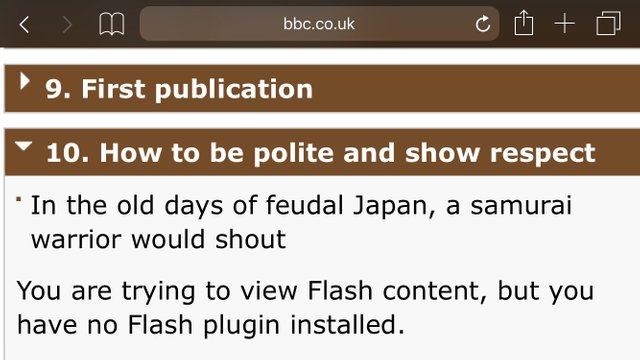 bbc.co.uk
9. First publication
10. How to be polite and show respect
In the old days of feudal Japan, a samurai
warrior would shout
You are trying to view Flash content, but you
have no Flash plugin installed.